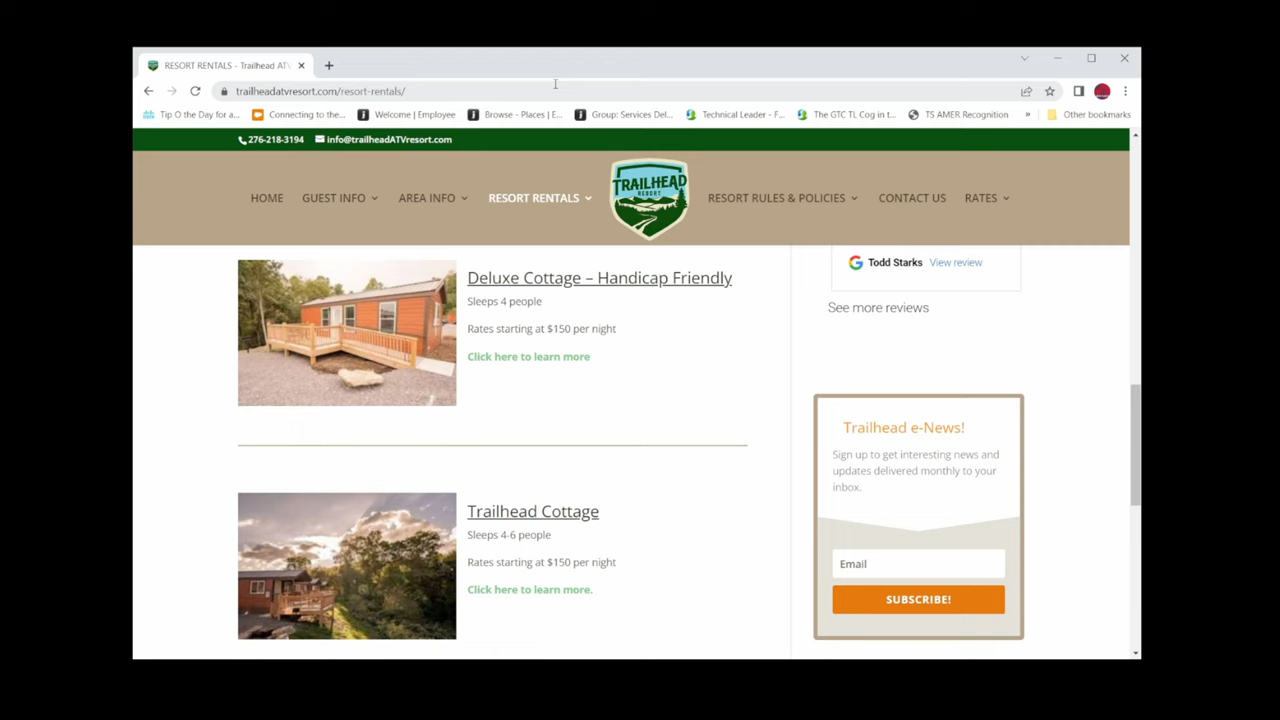 RESORT RENTALS - Trailhead ATV
trailheadatvresort.com/resort-rentals/
Tip O the Day for a... Connecting to the... Welcome | Employee Browse - Places | E... Group: Services Del... Technical Leader - F... The GTC TL Cog in t... TS AMER Recognition » Other bookmarks
276-218-3194 info@trailheadATVresort.com
HOME GUEST INFO AREA INFO RESORT RENTALS TRAILHEAD RESORT RESORT RULES & POLICIES CONTACT US RATES
Deluxe Cottage – Handicap Friendly
Sleeps 4 people
Rates starting at $150 per night
Click here to learn more
Trailhead Cottage
Sleeps 4-6 people
Rates starting at $150 per night
Click here to learn more.
Todd Starks View review
See more reviews
Trailhead e-News!
Sign up to get interesting news and
updates delivered monthly to your
inbox.
Email
SUBSCRIBE!